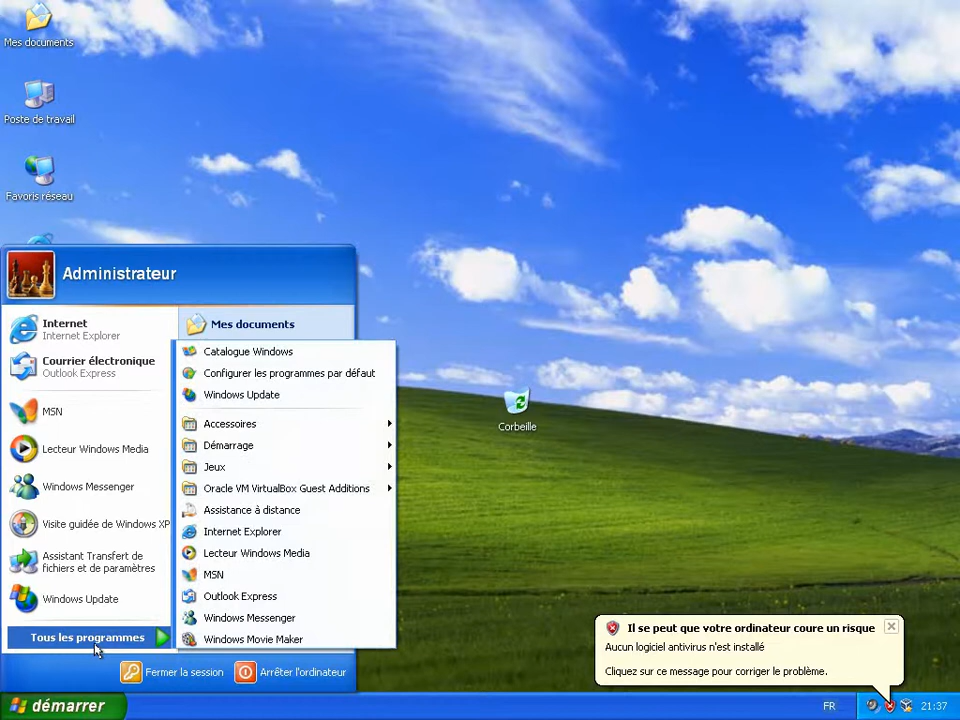 Mes documents
Poste de travail
Favoris réseau
Administrateur
Internet
Internet Explorer
Courrier électronique
Outlook Express
MSN
Lecteur Windows Media
Windows Messenger
Visite guidée de Windows XP
Assistant Transfert de
fichiers et de paramètres
Windows Update
Tous les programmes
Mes documents
Catalogue Windows
Configurer les programmes par défaut
Windows Update
Accessoires
Démarrage
Jeux
Oracle VM VirtualBox Guest Additions
Assistance à distance
Internet Explorer
Lecteur Windows Media
MSN
Outlook Express
Windows Messenger
Windows Movie Maker
Fermer la session
Arrêter l'ordinateur
Corbeille
Il se peut que votre ordinateur coure un risque
Aucun logiciel antivirus n'est installé
Cliquez sur ce message pour corriger le problème.
démarrer
FR
21:37